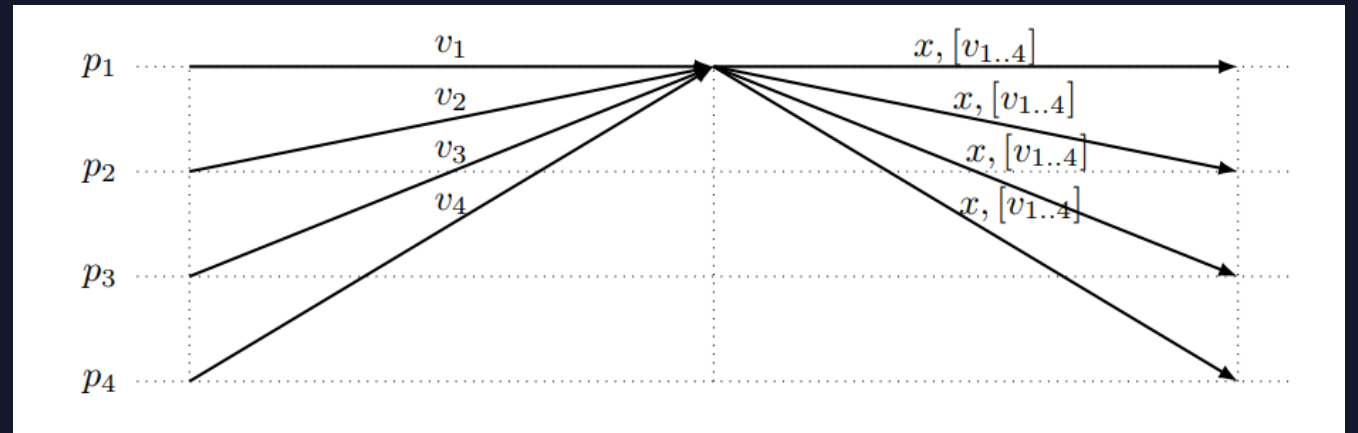 p₁ v₁ x, [v₁..₄]
v₂ x, [v₁..₄]
v₃ x, [v₁..₄]
p₂
v₄ x, [v₁..₄]
p₃
p₄